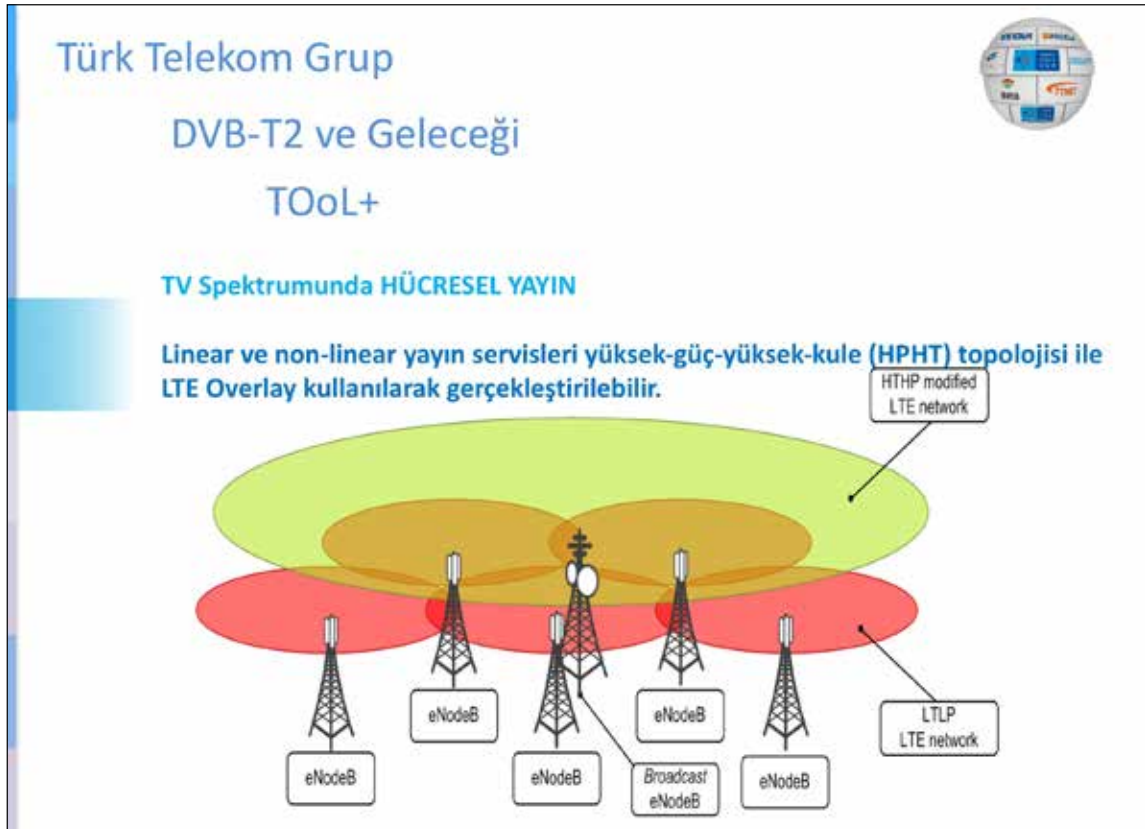 Türk Telekom Grup
DVB-T2 ve Geleceği
TOoL+
TV Spektrumunda HÜCRESEL YAYIN
Linear ve non-linear yayın servisleri yüksek-güç-yüksek-kule (HPHT) topolojisi ile
LTE Overlay kullanılarak gerçekleştirilebilir.
HTHP modified
LTE network
eNodeB
eNodeB
LTLP
LTE network
eNodeB
eNodeB
Broadcast
eNodeB
eNodeB